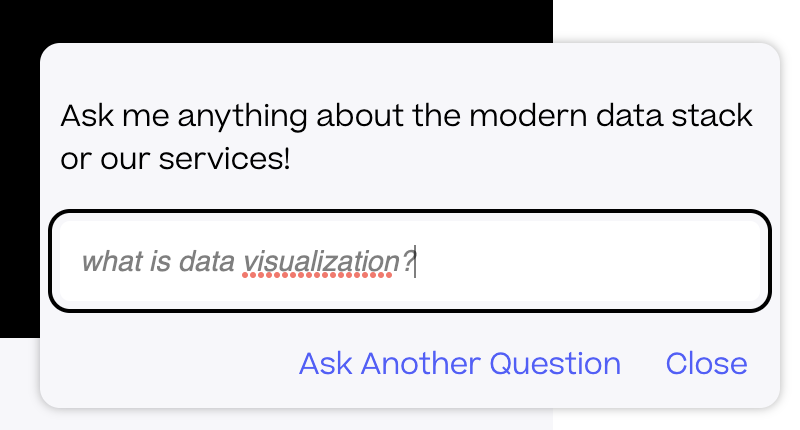 Ask me anything about the modern data stack
or our services!
what is data visualization?
Ask Another Question Close